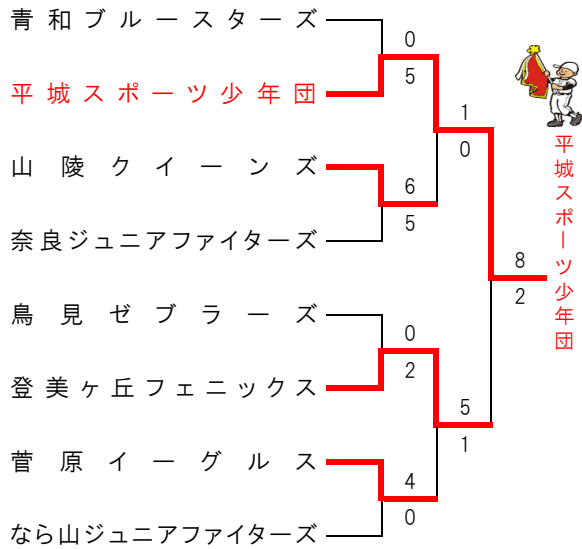 青和ブルースターズ
0
5
平城スポーツ少年団
1
0
山陵クイーンズ
6
5
奈良ジュニアファイターズ
8
2
平城スポーツ少年団
鳥見ゼブラーズ
0
2
登美ヶ丘フェニックス
5
1
菅原イーグルス
4
0
なら山ジュニアファイターズ